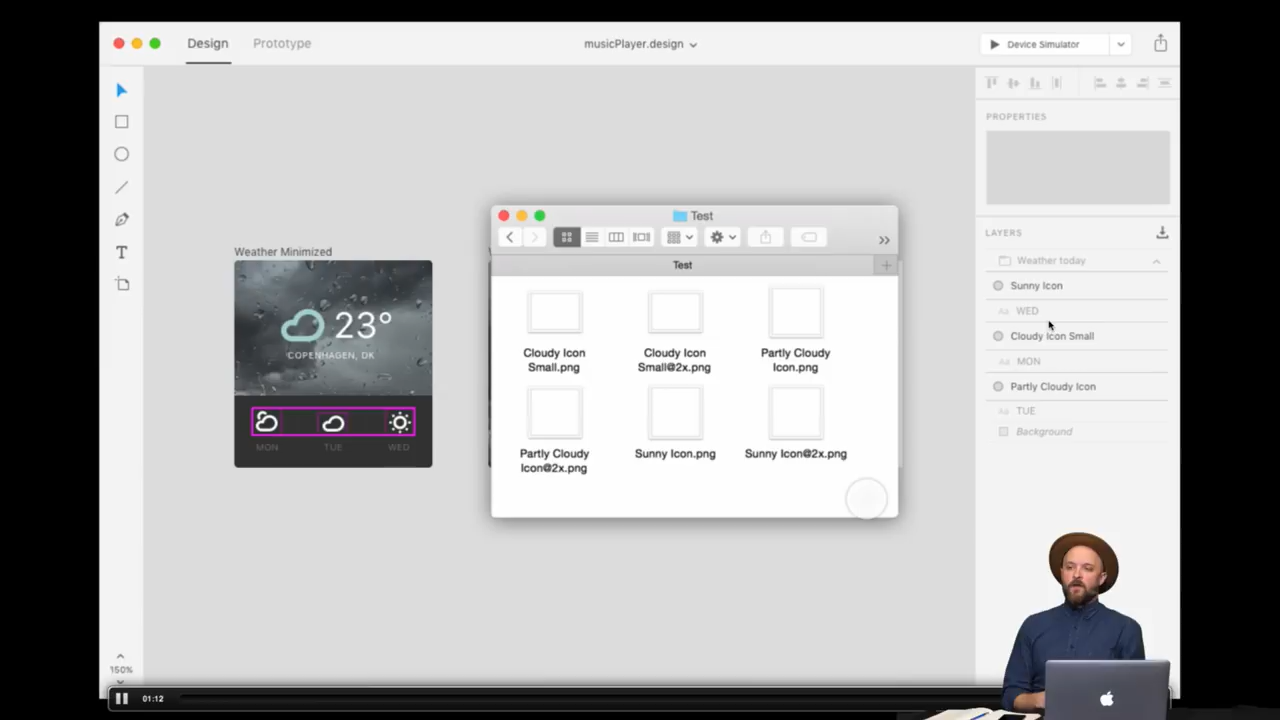 Design
Prototype
musicPlayer.design
Device Simulator
PROPERTIES
LAYERS
Weather today
Sunny Icon
WED
Cloudy Icon Small
MON
Partly Cloudy Icon
TUE
Background
Weather Minimized
23°
COPENHAGEN, DK
MON
TUE
WED
Test
Test
Cloudy Icon
Small.png
Cloudy Icon
Small@2x.png
Partly Cloudy
Icon.png
Partly Cloudy
Icon@2x.png
Sunny Icon.png
Sunny Icon@2x.png
150%
01:12